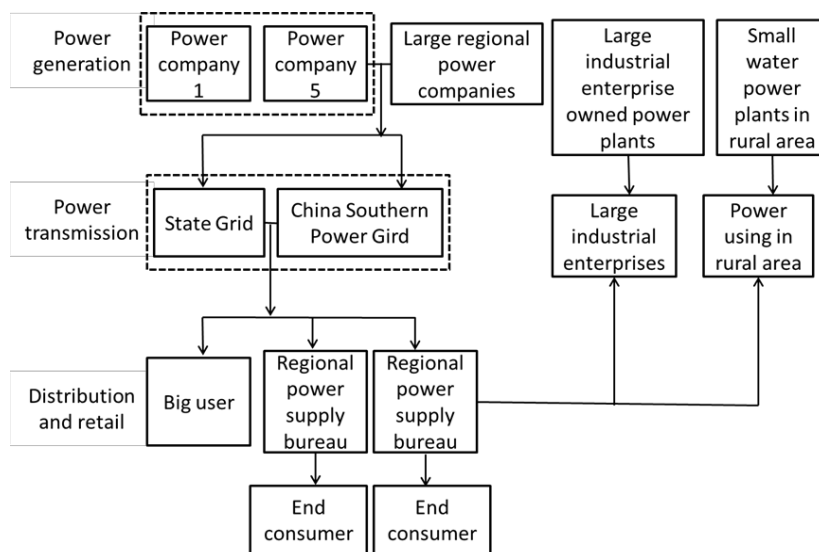 Power
generation
Power
company
1
Power
company
5
Large regional
power
companies
Large
industrial
enterprise
owned power
plants
Small
water
power
plants in
rural area
Power
transmission
State Grid
China Southern
Power Gird
Large
industrial
enterprises
Power
using in
rural area
Distribution
and retail
Big user
Regional
power
supply
bureau
Regional
power
supply
bureau
End
consumer
End
consumer